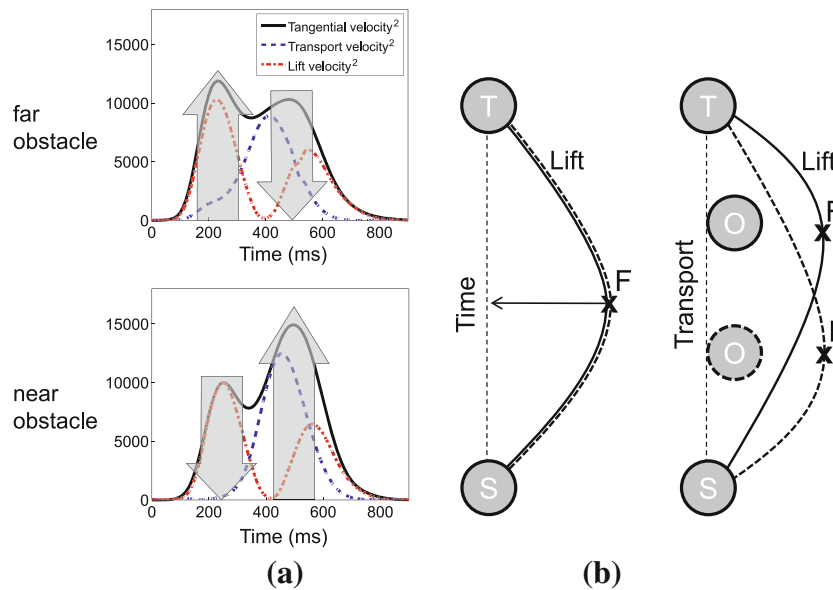 far
obstacle
15000
10000
5000
0
0 200 400 600 800
Time (ms)
Tangential velocity²
Transport velocity²
Lift velocity²
near
obstacle
15000
10000
5000
0
0 200 400 600 800
Time (ms)
(a)
T
Lift
Time
F
S
T
Lift
F
O
Transport
O
S
(b)